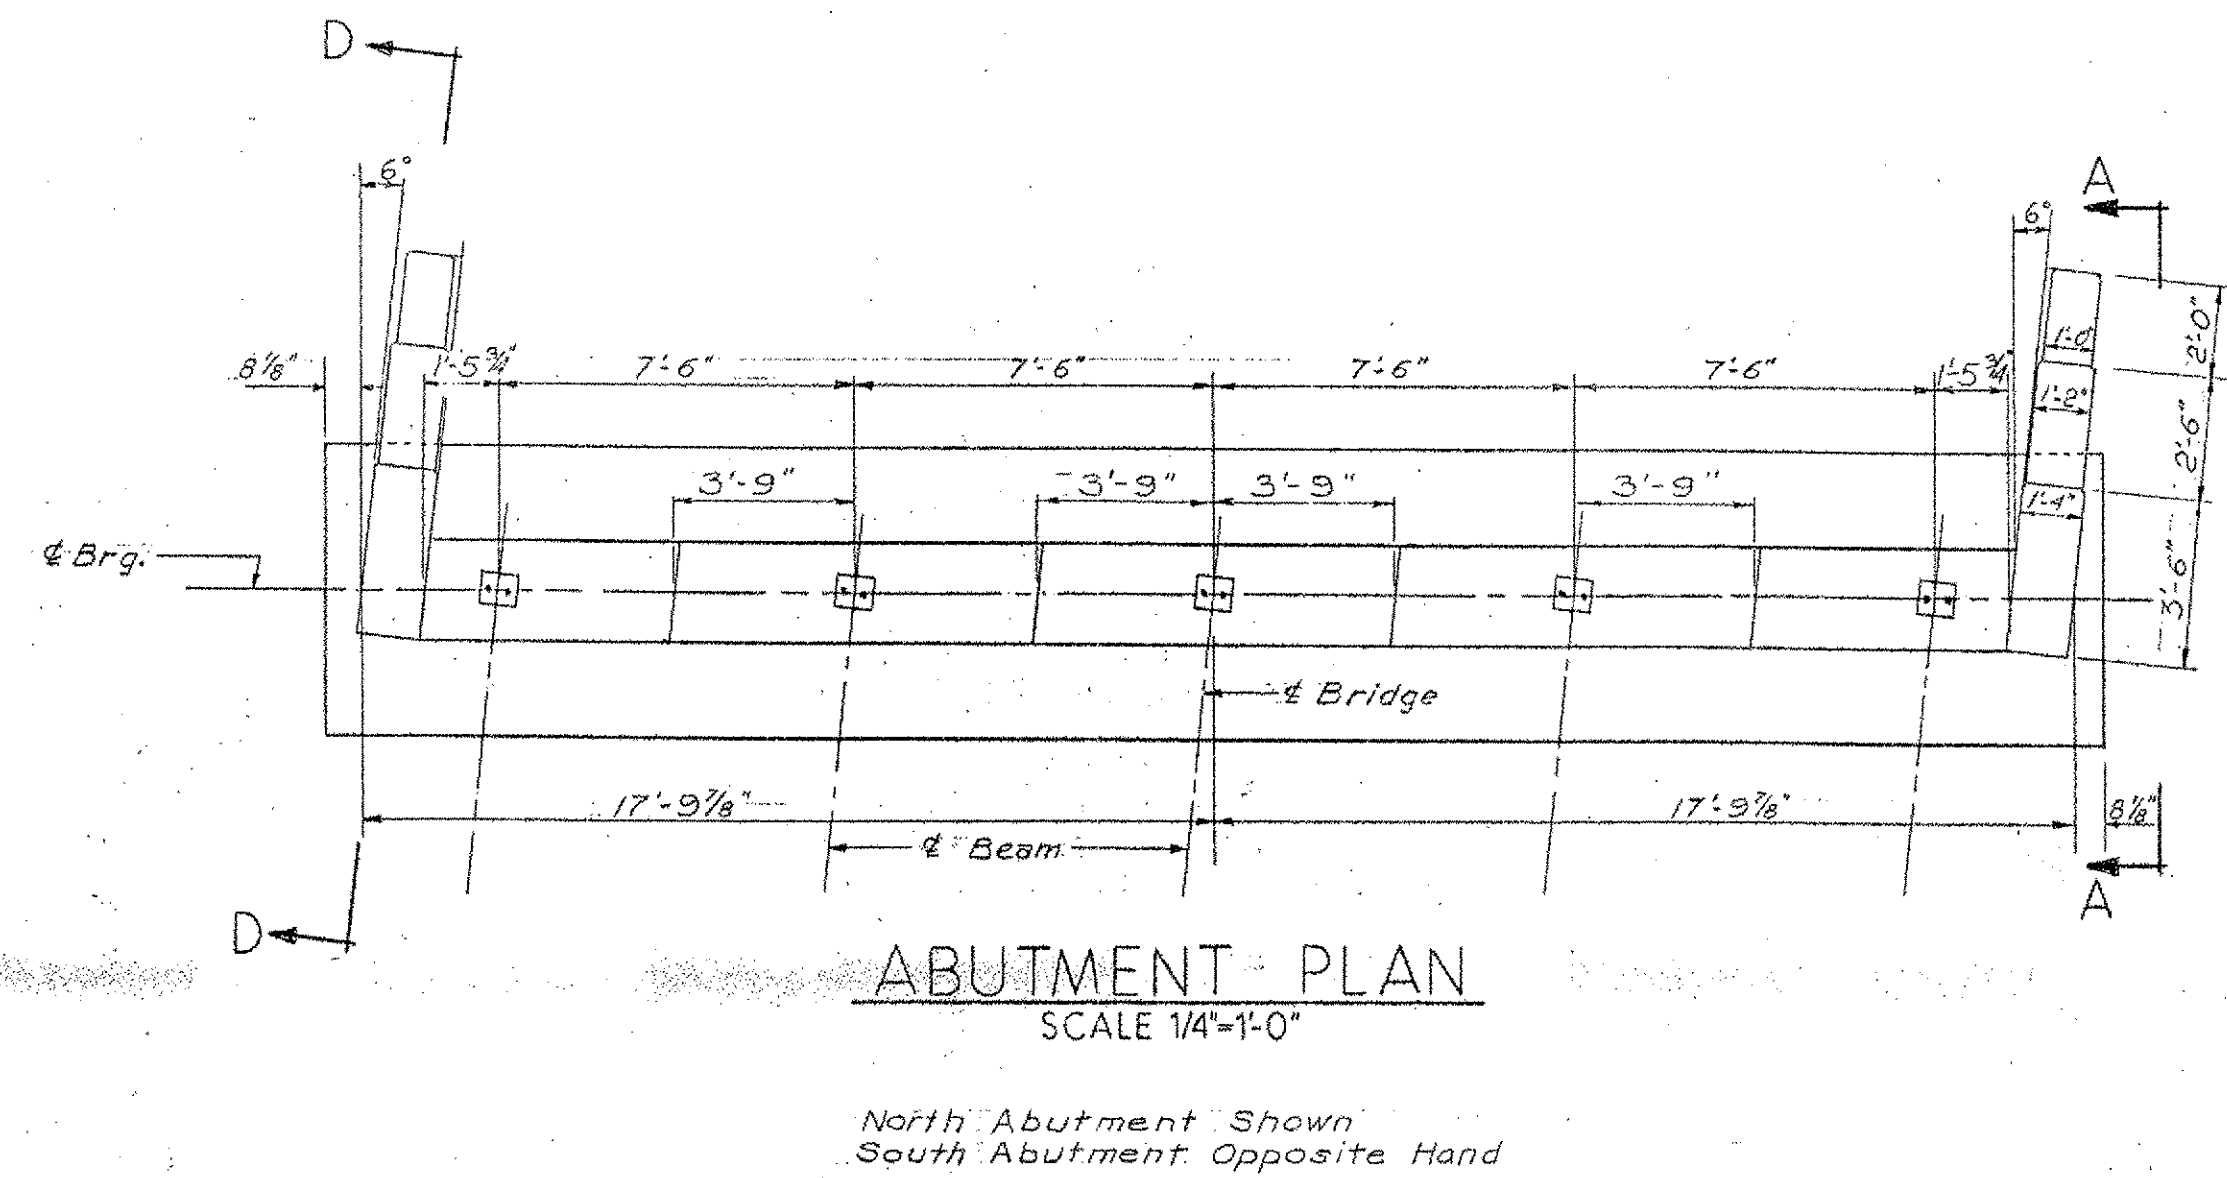 D
6°
A
6°
8⅛"
1'-5¾"
7'-6"
7'-6"
7'-6"
7'-6"
1'-5¾"
1'-0"
2'-0"
1'-2"
2'-6"
3'-9"
3'-9"
3'-9"
3'-9"
1'-4"
3'-6"
℄ Brg.
℄ Bridge
17'-9⅞"
17'-9⅞"
8⅛"
℄ Beam
D
A
ABUTMENT PLAN
SCALE 1/4"=1'-0"
North Abutment Shown
South Abutment Opposite Hand